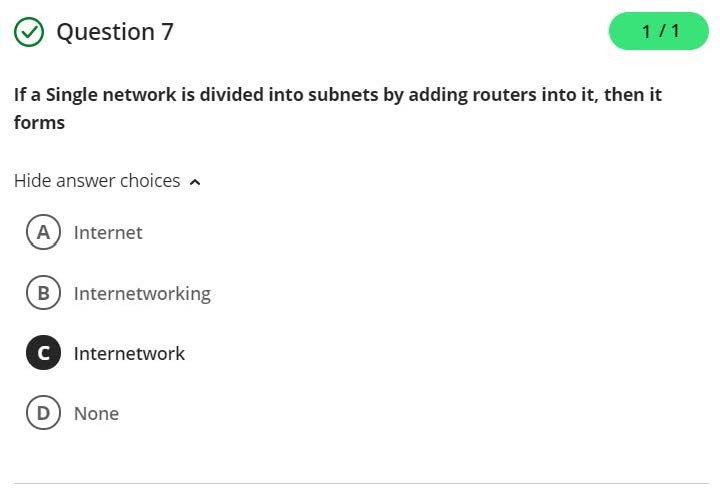 Question 7
1 / 1
If a Single network is divided into subnets by adding routers into it, then it
forms
Hide answer choices
A Internet
B Internetworking
C Internetwork
D None